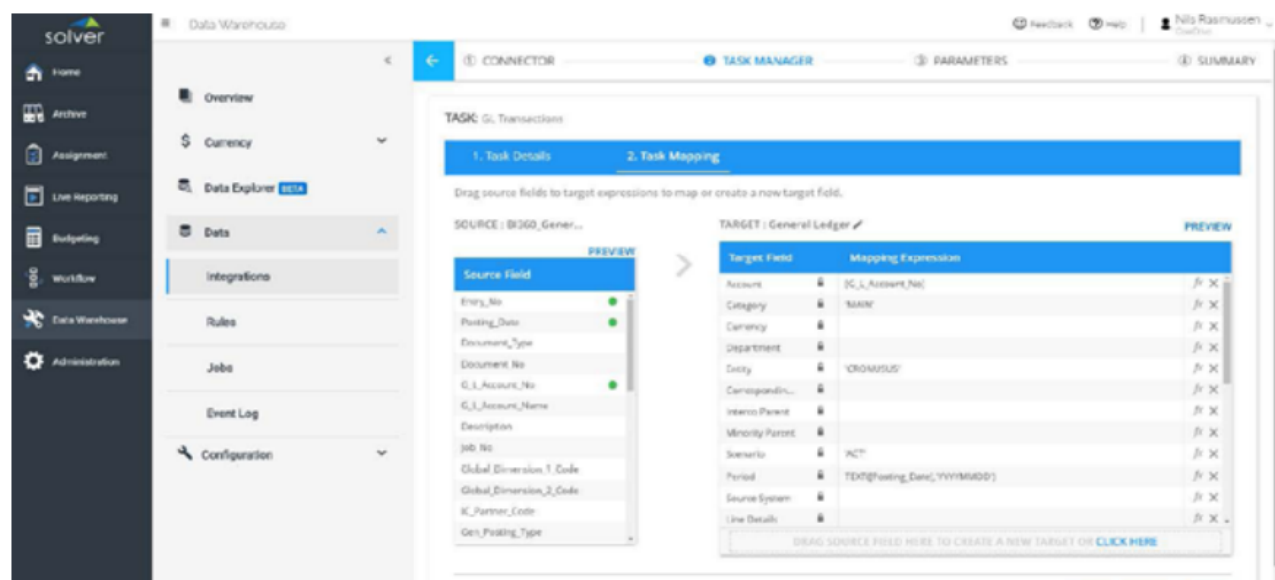 solver
Data Warehouse
Feedback
Help
Nils Rasmussen
Home
Archive
Assignment
Live Reporting
Budgeting
Workflow
Data Warehouse
Administration
Overview
Currency
Data Explorer BETA
Data
Integrations
Rules
Jobs
Event Log
Configuration
1 CONNECTOR
2 TASK MANAGER
3 PARAMETERS
4 SUMMARY
TASK: GL Transactions
1. Task Details
2. Task Mapping
Drag source fields to target expressions to map or create a new target field.
SOURCE : BI360_Gener...
PREVIEW
Source Field
Entry_No
Posting_Date
Document_Type
Document_No
G_L_Account_No
G_L_Account_Name
Description
Job_No
Global_Dimension_1_Code
Global_Dimension_2_Code
IC_Partner_Code
Gen_Posting_Type
TARGET : General Ledger
PREVIEW
Target Field Mapping Expression
Account [G_L_Account_No]
Category 'MAIN'
Currency
Department
Entity
Correspondin...
Interco Parent
Minority Parent
Scenario 'ACT'
Period TEXT([Posting_Date],'YYYYMMDD')
Source System
Line Details
DRAG SOURCE FIELD HERE TO CREATE A NEW TARGET OR CLICK HERE